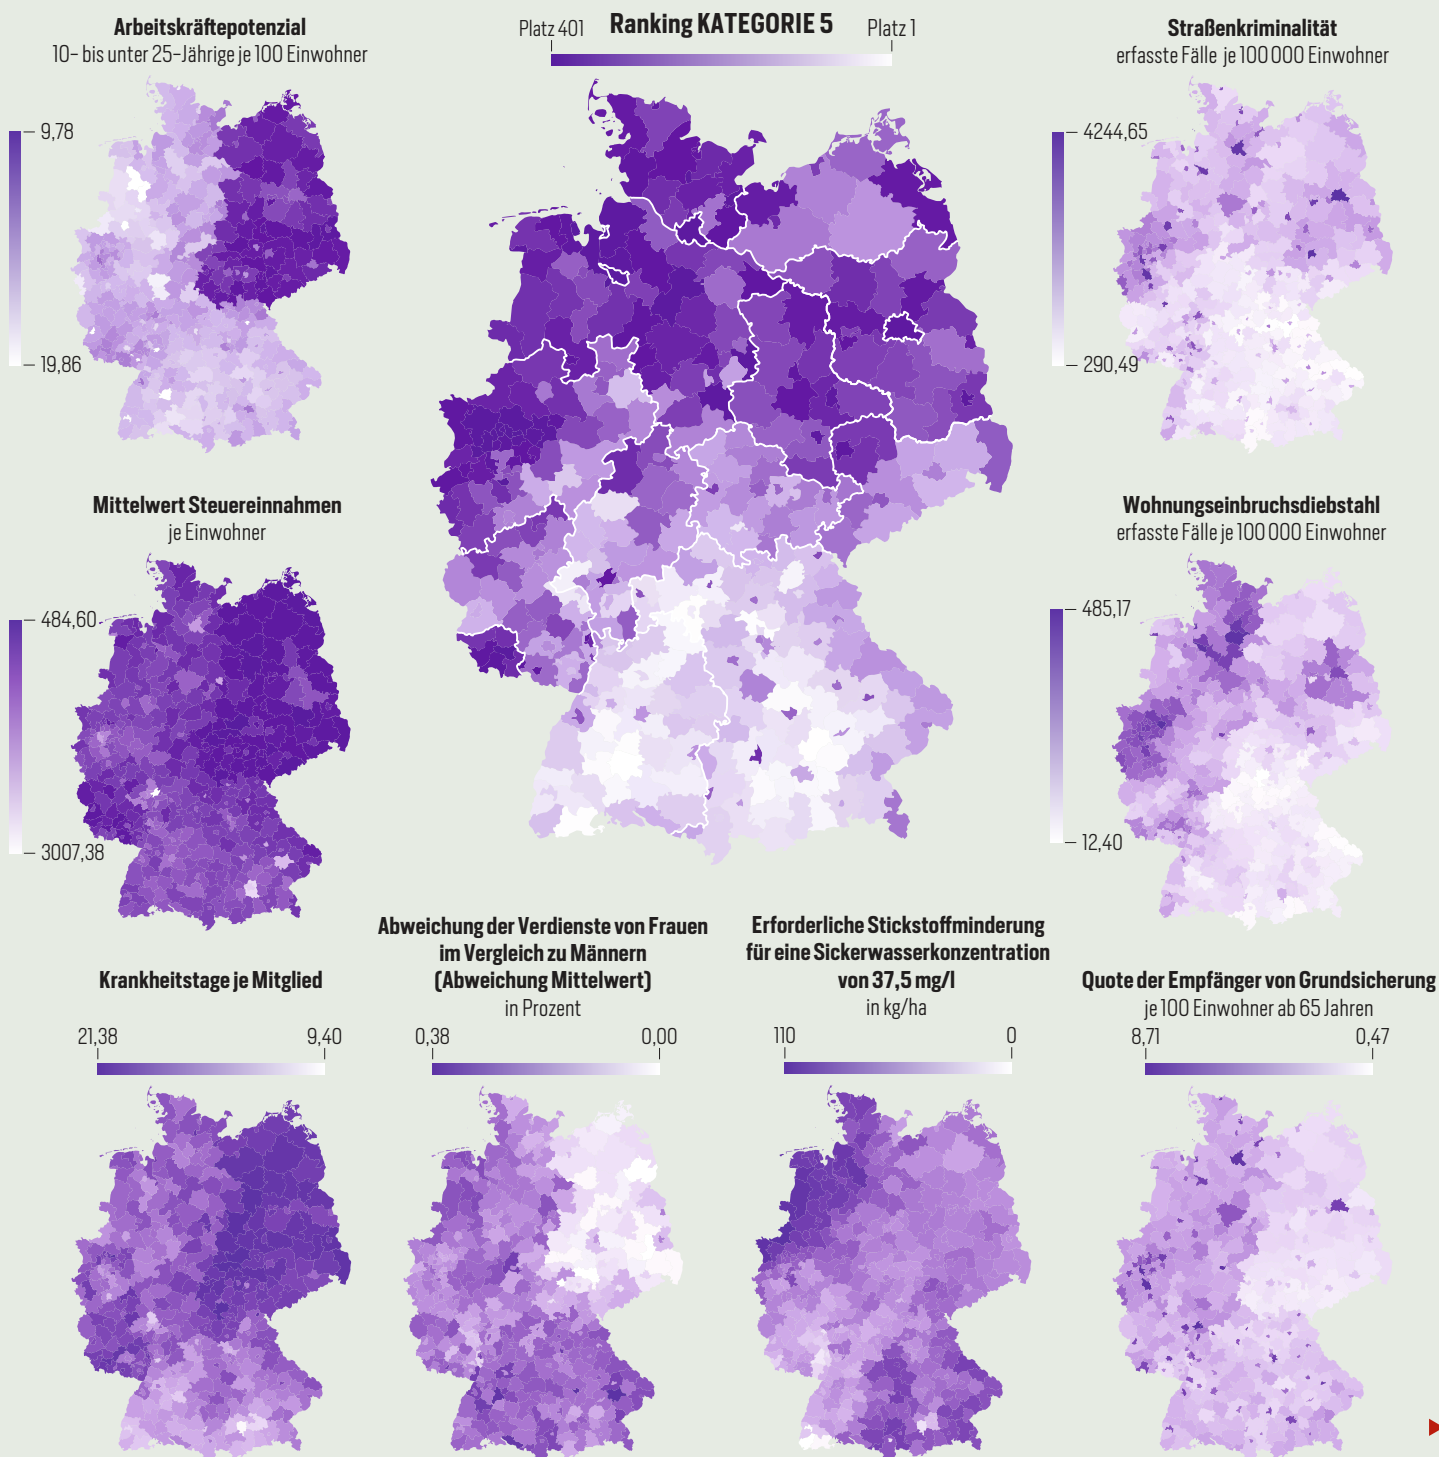 Arbeitskräftepotenzial
10- bis unter 25-Jährige je 100 Einwohner
9,78
19,86
Ranking KATEGORIE 5
Platz 401
Platz 1
Straßenkriminalität
erfasste Fälle je 100 000 Einwohner
4244,65
290,49
Mittelwert Steuereinnahmen
je Einwohner
484,60
3007,38
Wohnungseinbruchsdiebstahl
erfasste Fälle je 100 000 Einwohner
485,17
12,40
Krankheitstage je Mitglied
21,38
9,40
Abweichung der Verdienste von Frauen
im Vergleich zu Männern
(Abweichung Mittelwert)
in Prozent
0,38
0,00
Erforderliche Stickstoffminderung
für eine Sickerwasserkonzentration
von 37,5 mg/l
in kg/ha
110
0
Quote der Empfänger von Grundsicherung
je 100 Einwohner ab 65 Jahren
8,71
0,47